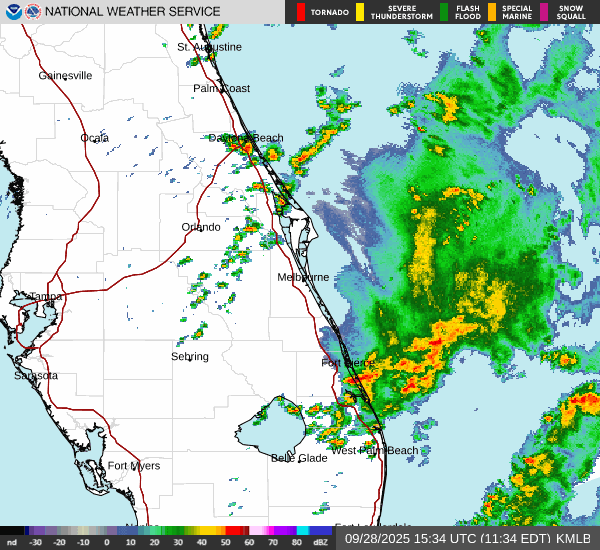 NATIONAL WEATHER SERVICE
TORNADO
SEVERE THUNDERSTORM
FLASH FLOOD
SPECIAL MARINE
SNOW SQUALL
St. Augustine
Gainesville
Palm Coast
Ocala
Daytona Beach
Orlando
Melbourne
Tampa
Sebring
Fort Pierce
Sarasota
West Palm Beach
Belle Glade
Fort Myers
nd -30 -20 -10 0 10 20 30 40 50 60 70 80 dBZ
09/28/2025 15:34 UTC (11:34 EDT) KMLB